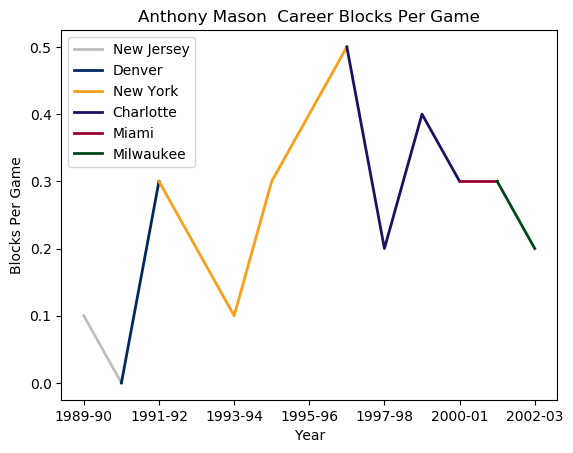 Anthony Mason  Career Blocks Per Game
New Jersey
Denver
New York
Charlotte
Miami
Milwaukee
Blocks Per Game
0.5
0.4
0.3
0.2
0.1
0.0
1989-90 1991-92 1993-94 1995-96 1997-98 2000-01 2002-03
Year